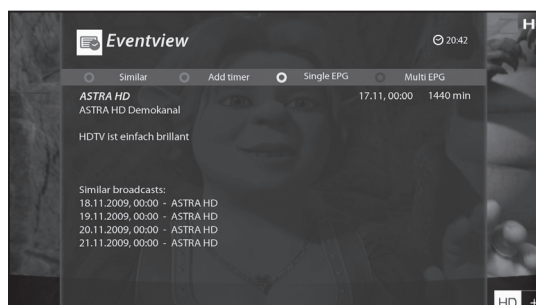 Eventview
20:42
Similar Add timer Single EPG Multi EPG
ASTRA HD 17.11, 00:00 1440 min
ASTRA HD Demokanal
HDTV ist einfach brillant
Similar broadcasts:
18.11.2009, 00:00 - ASTRA HD
19.11.2009, 00:00 - ASTRA HD
20.11.2009, 00:00 - ASTRA HD
21.11.2009, 00:00 - ASTRA HD
H
HD +